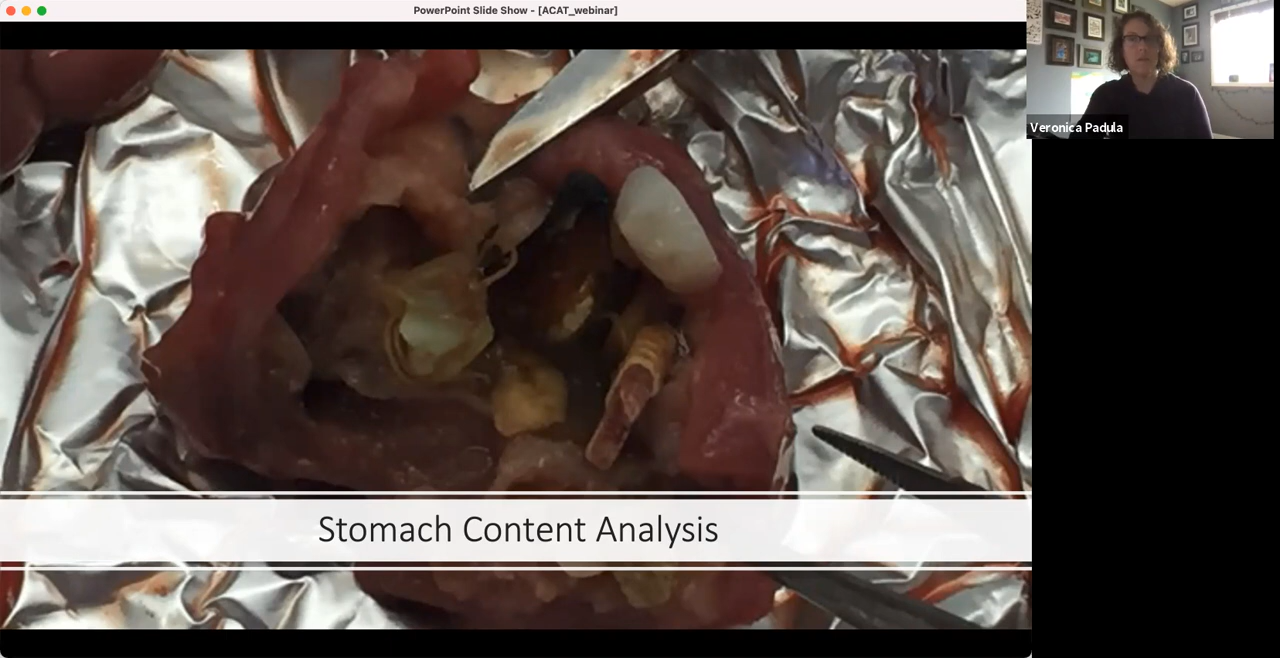 PowerPoint Slide Show - [ACAT_webinar]
Veronica Padula
Stomach Content Analysis